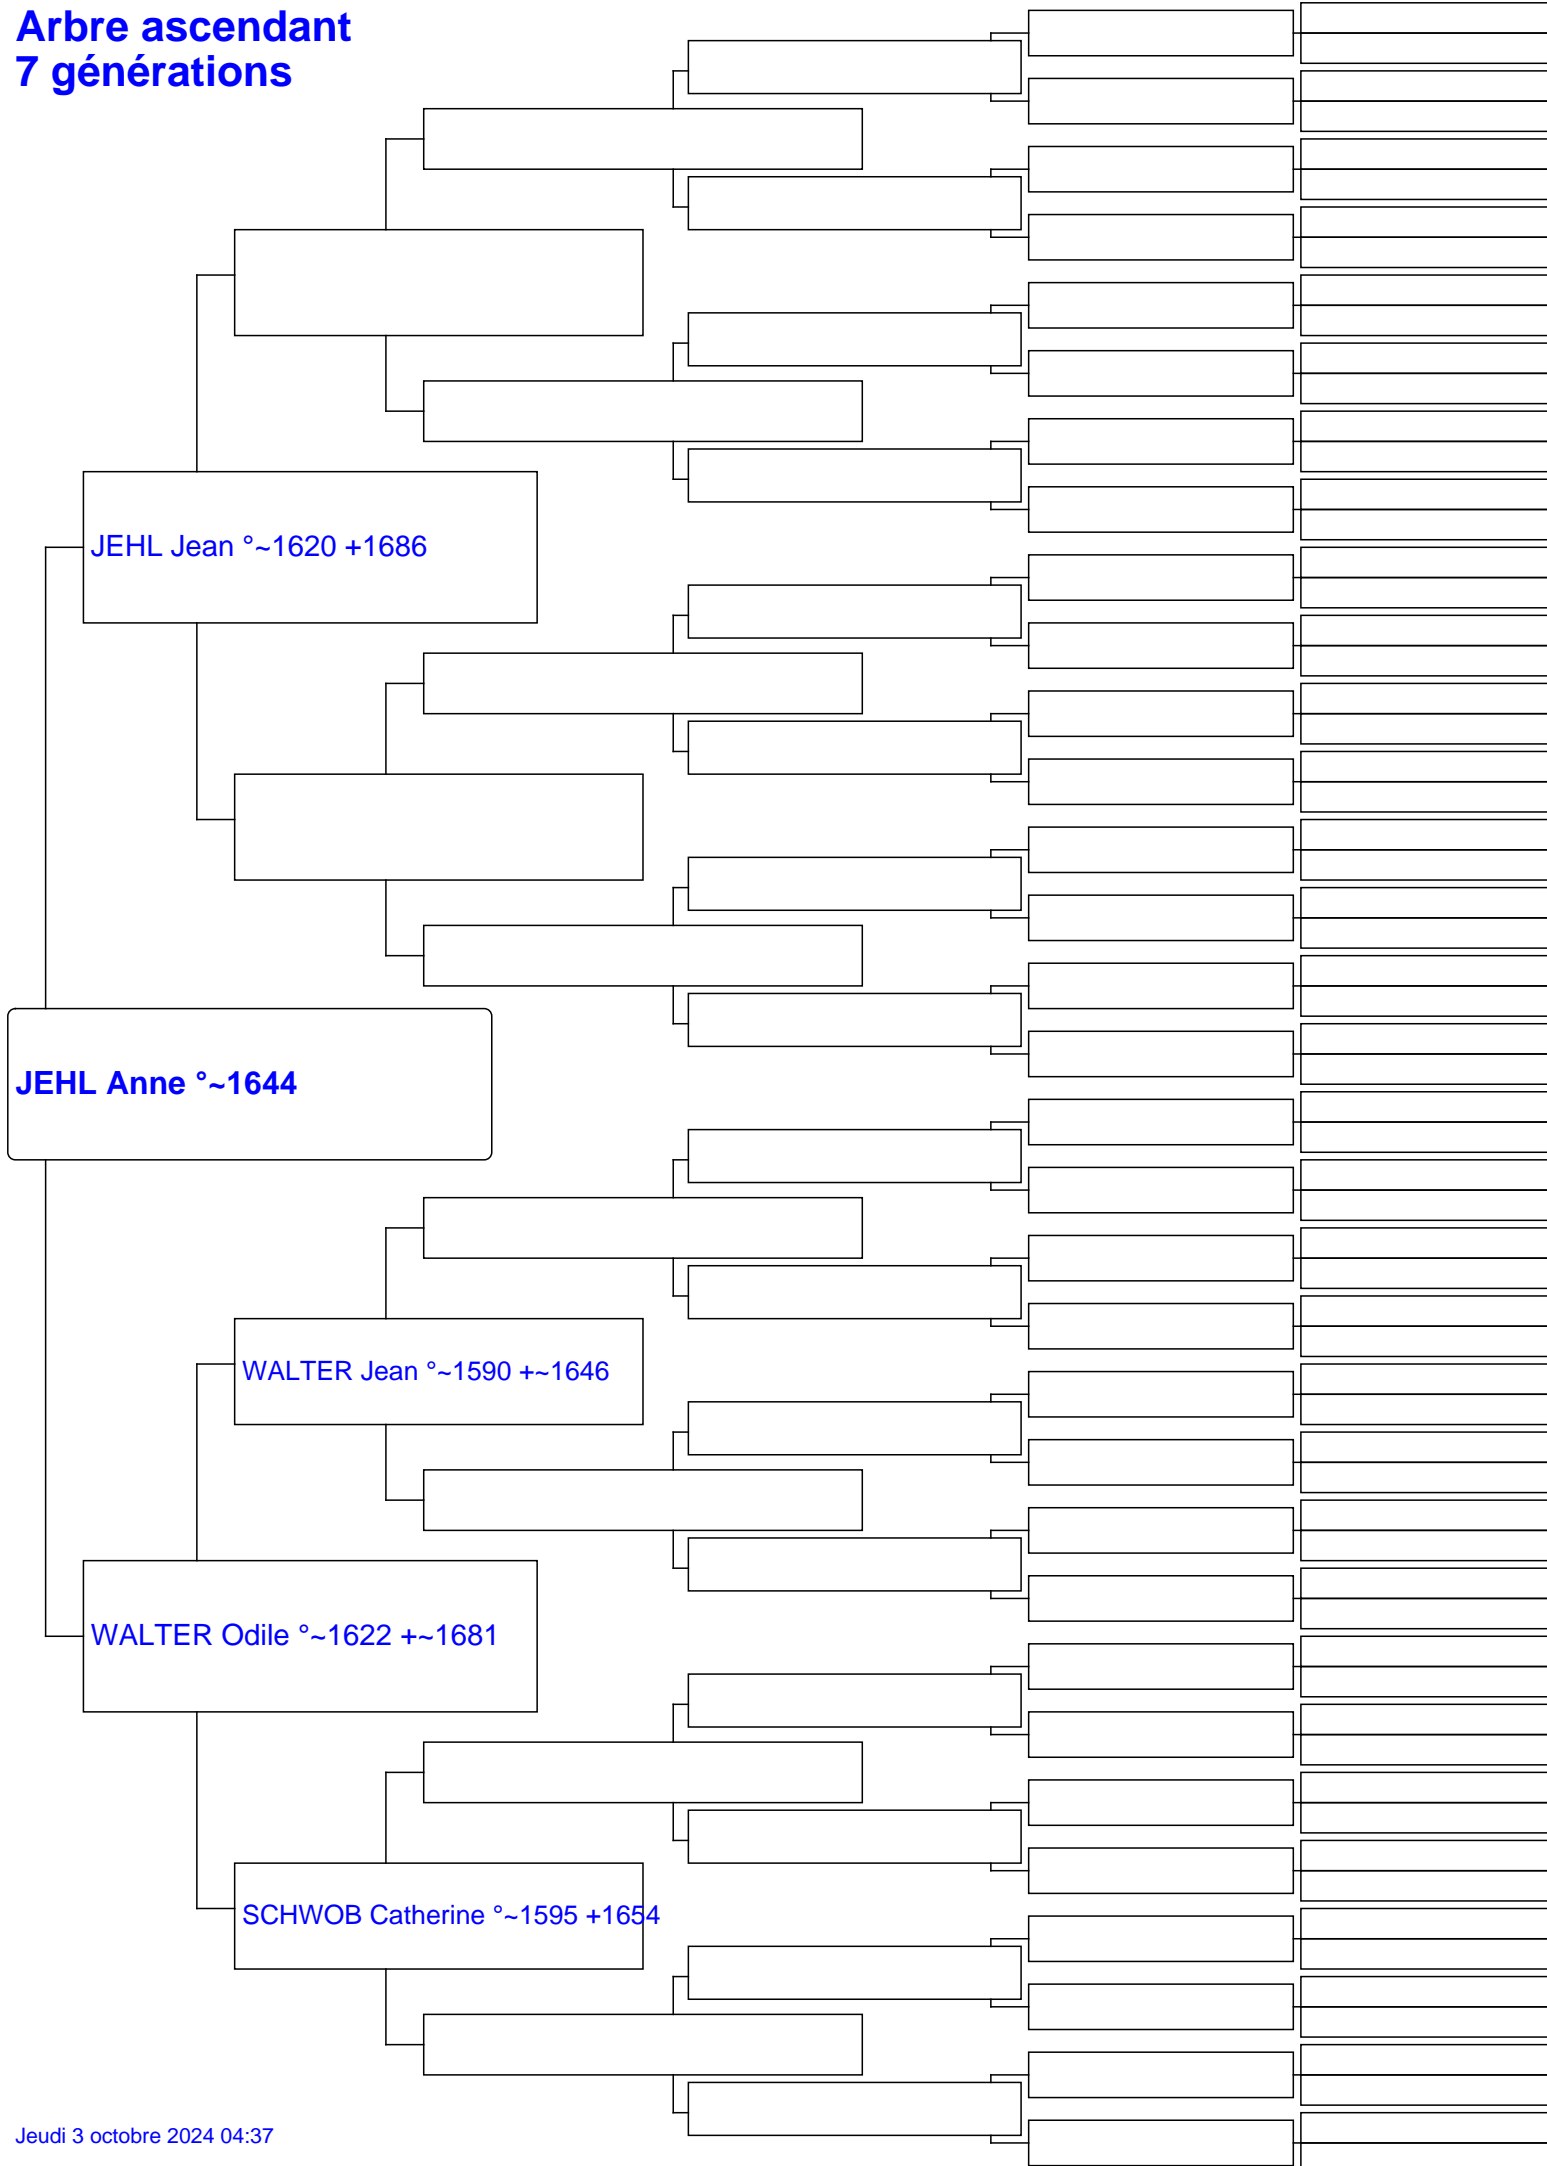 Arbre ascendant
7 générations
JEHL Jean °~1620 +1686
JEHL Anne °~1644
WALTER Jean °~1590 +~1646
WALTER Odile °~1622 +~1681
SCHWOB Catherine °~1595 +1654
Jeudi 3 octobre 2024 04:37